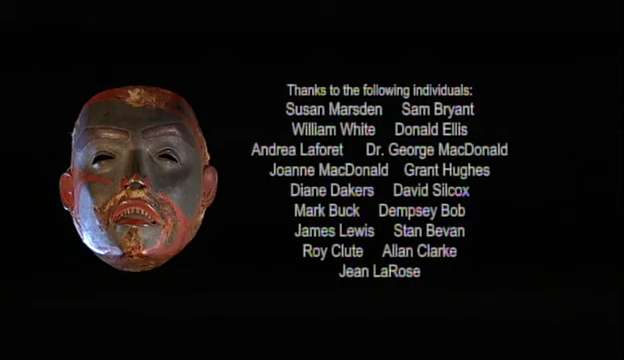 Thanks to the following individuals:
Susan Marsden Sam Bryant
William White Donald Ellis
Andrea Laforet Dr. George MacDonald
Joanne MacDonald Grant Hughes
Diane Dakers David Silcox
Mark Buck Dempsey Bob
James Lewis Stan Bevan
Roy Clute Allan Clarke
Jean LaRose